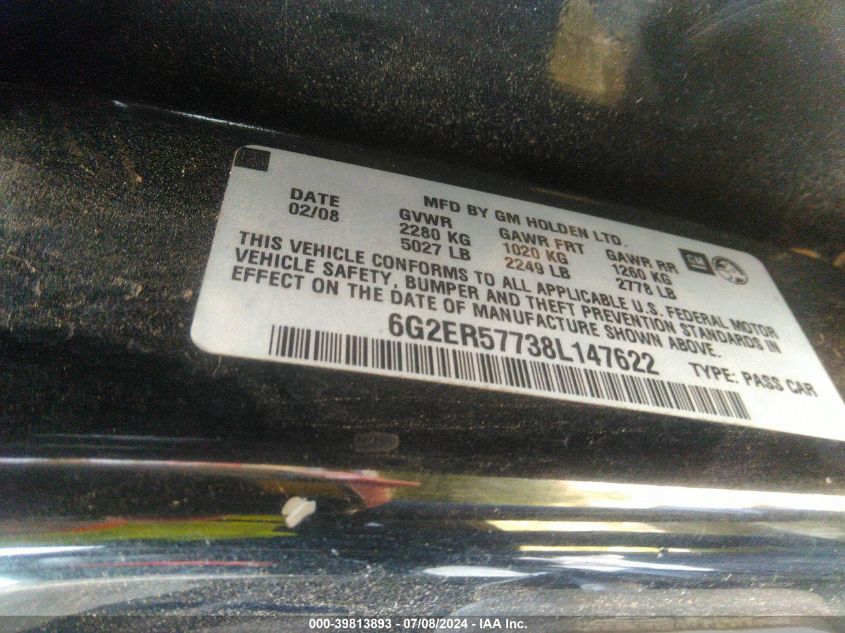 MFD BY GM HOLDEN LTD.
DATE GVWR GAWR FRT GAWR RR
02/08 2280 KG 1020 KG 1260 KG
5027 LB 2249 LB 2778 LB
THIS VEHICLE CONFORMS TO ALL APPLICABLE U.S. FEDERAL MOTOR
VEHICLE SAFETY, BUMPER AND THEFT PREVENTION STANDARDS IN
EFFECT ON THE DATE OF MANUFACTURE SHOWN ABOVE.
6G2ER57738L147622
TYPE: PASS CAR
GM
000-39813893 - 07/08/2024 - IAA Inc.